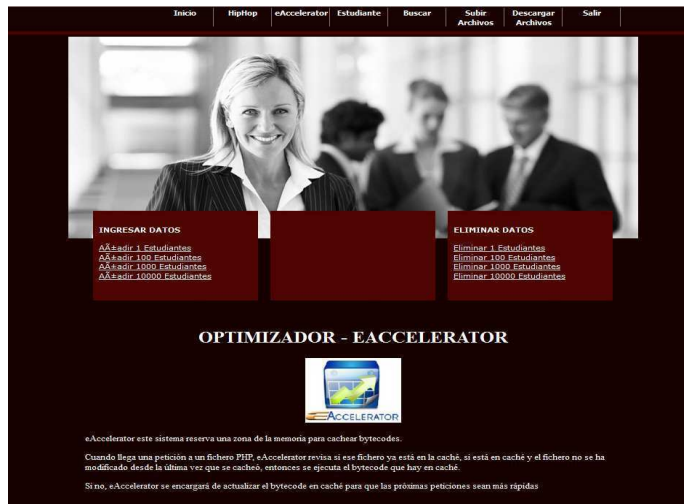 Inicio
HipHop
eAccelerator
Estudiante
Buscar
Subir
Archivos
Descargar
Archivos
Salir
INGRESAR DATOS
AÃ±adir 1 Estudiantes
AÃ±adir 100 Estudiantes
AÃ±adir 1000 Estudiantes
AÃ±adir 10000 Estudiantes
ELIMINAR DATOS
Eliminar 1 Estudiantes
Eliminar 100 Estudiantes
Eliminar 1000 Estudiantes
Eliminar 10000 Estudiantes
OPTIMIZADOR - EACCELERATOR
EACCELERATOR
eAccelerator este sistema reserva una zona de la memoria para cachear bytecodes.
Cuando llega una petición a un fichero PHP, eAccelerator revisa si ese fichero ya está en la caché, si está en caché y el fichero no se ha
modificado desde la última vez que se cacheó, entonces se ejecuta el bytecode que hay en caché.
Si no, eAccelerator se encargará de actualizar el bytecode en caché para que las próximas peticiones sean más rápidas